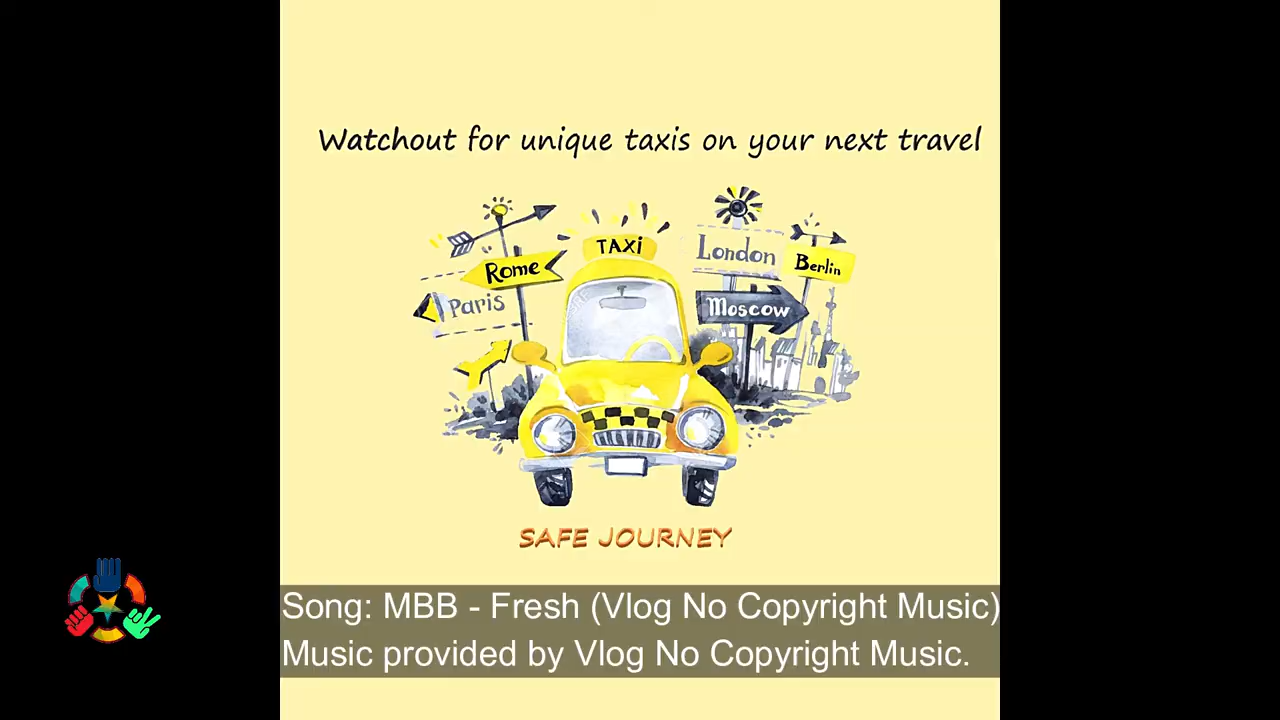 Watchout for unique taxis on your next travel
TAXi
London
Berlin
Rome
Paris
Moscow
SAFE JOURNEY
Song: MBB - Fresh (Vlog No Copyright Music)
Music provided by Vlog No Copyright Music.